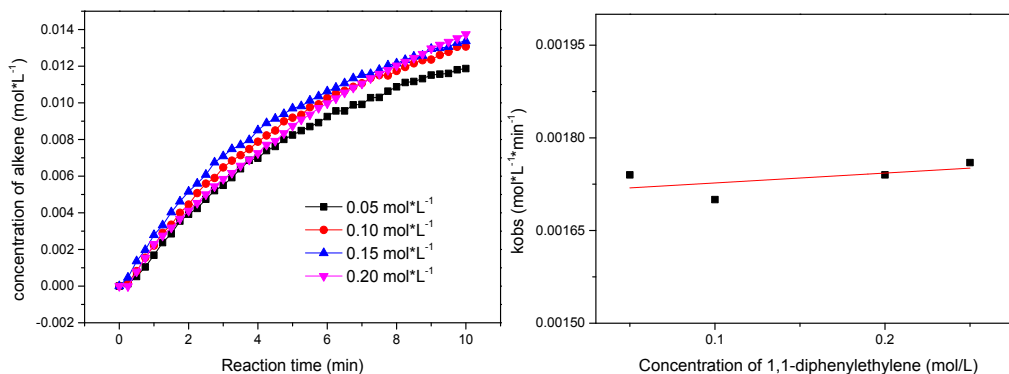 concentration of alkene (mol*L⁻¹)
0.014
0.012
0.010
0.008
0.006
0.004
0.002
0.000
-0.002
0.05 mol*L⁻¹
0.10 mol*L⁻¹
0.15 mol*L⁻¹
0.20 mol*L⁻¹
0 2 4 6 8 10
Reaction time (min)
kobs (mol*L⁻¹*min⁻¹)
0.00195
0.00180
0.00165
0.00150
0.1 0.2
Concentration of 1,1-diphenylethylene (mol/L)